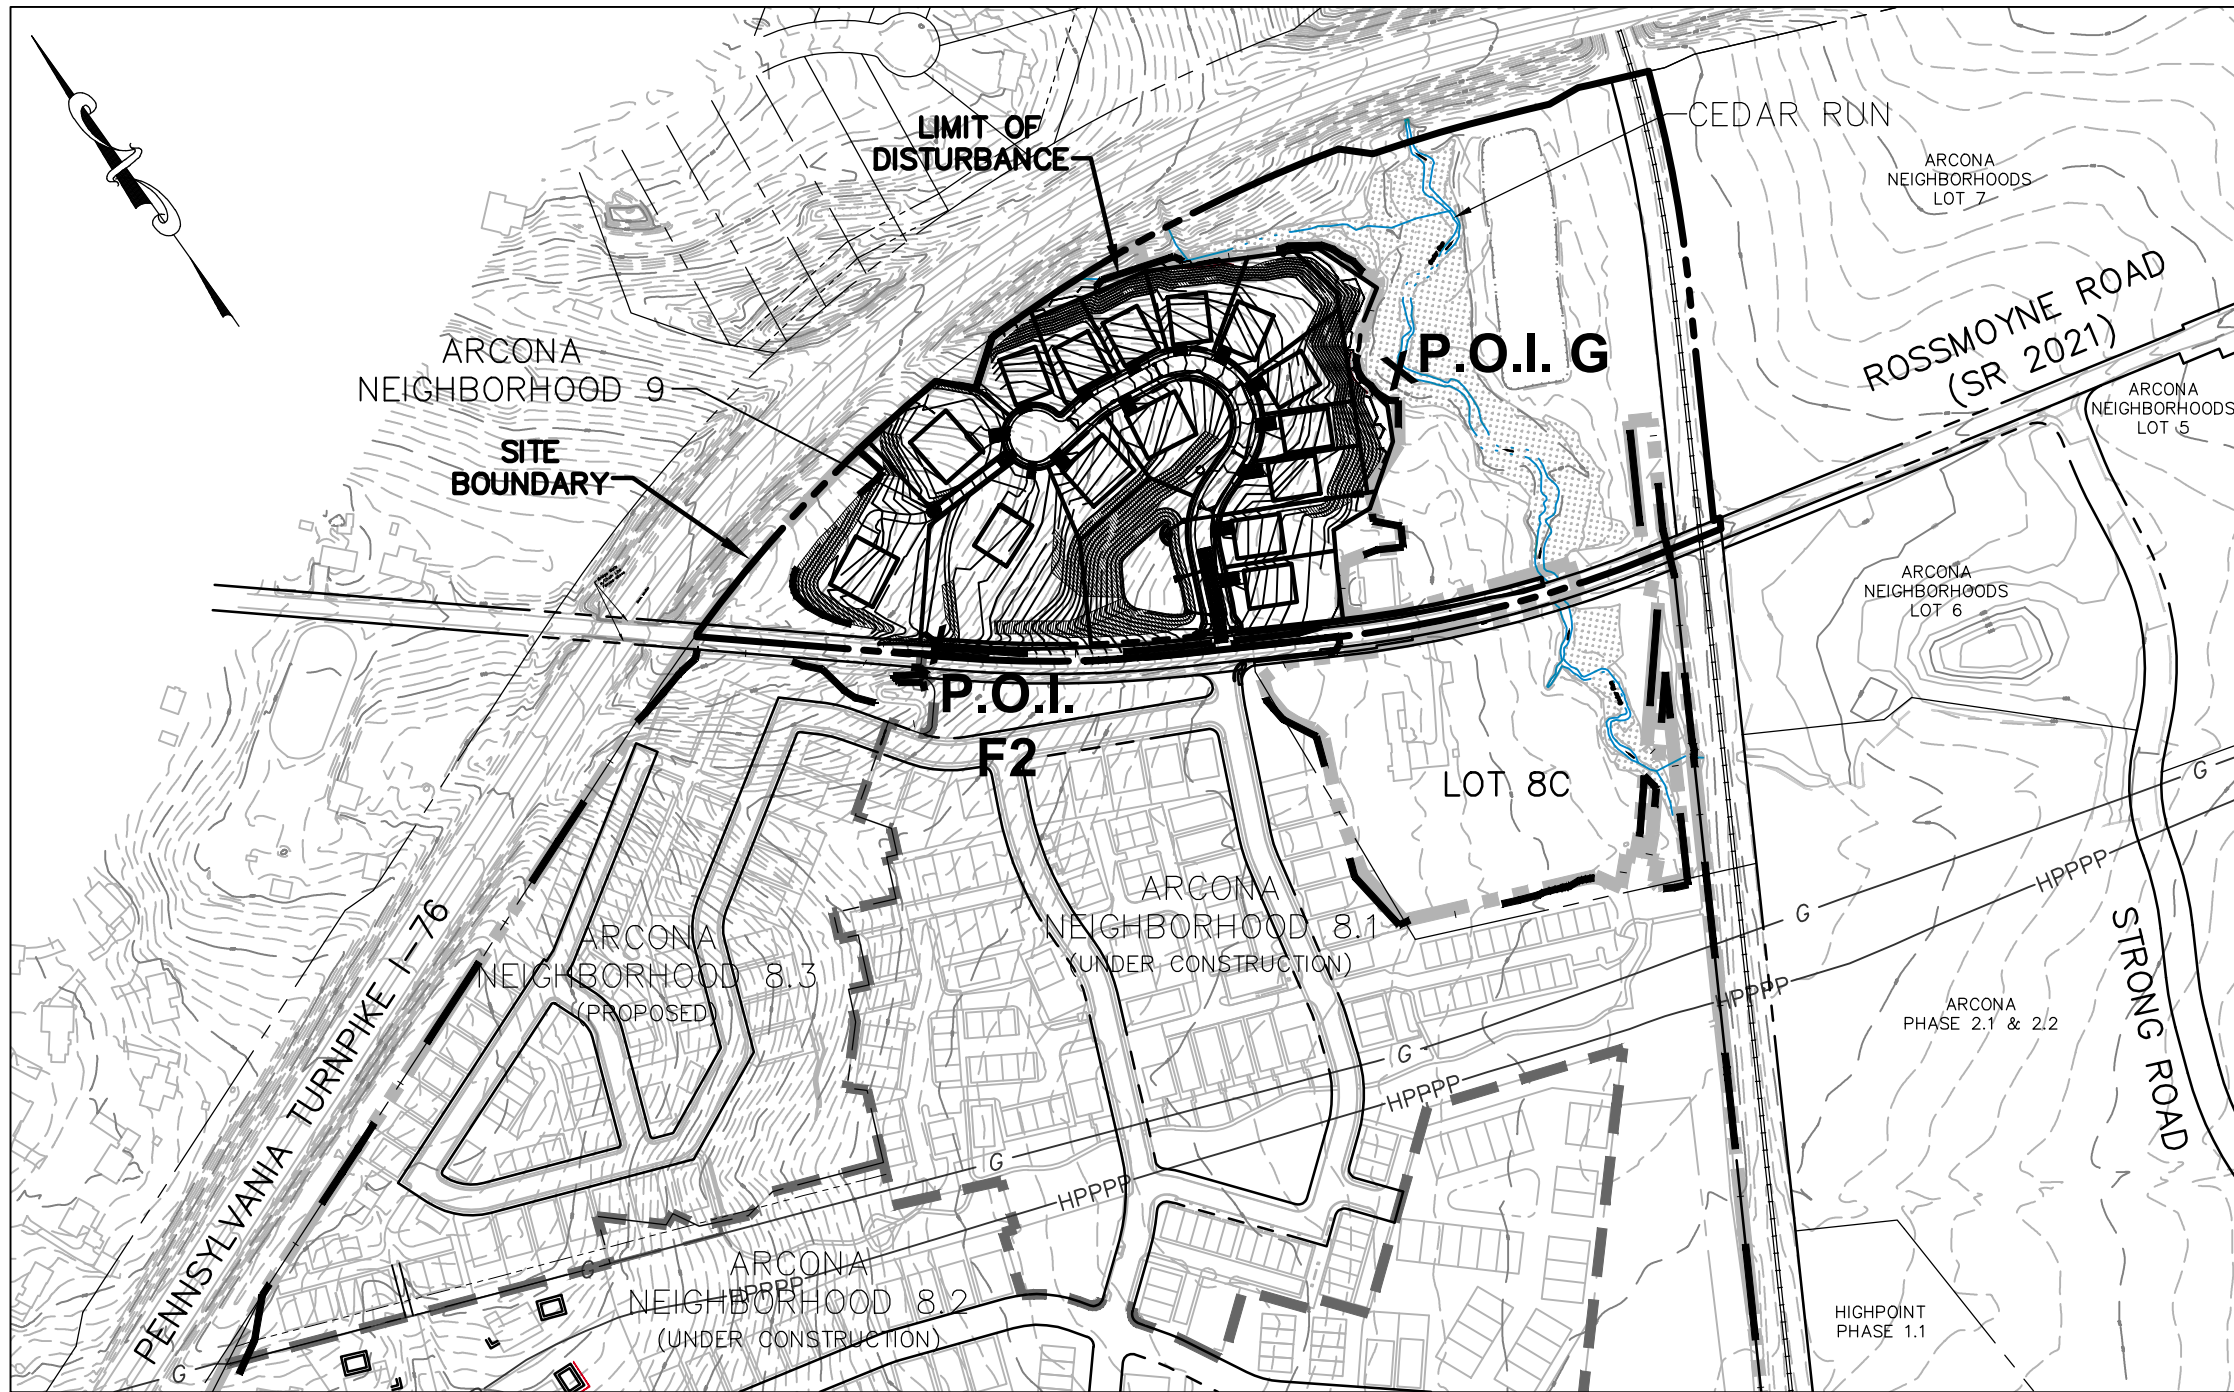 CEDAR RUN
LIMIT OF
DISTURBANCE
ARCONA
NEIGHBORHOODS
LOT 7
ROSSMOYNE ROAD
(SR 2021)
ARCONA
NEIGHBORHOOD 9
P.O.I. G
ARCONA
NEIGHBORHOODS
LOT 5
SITE
BOUNDARY
ARCONA
NEIGHBORHOODS
LOT 6
P.O.I.
F2
LOT 8C
G
HPPPP
ARCONA
NEIGHBORHOOD 8.1
(UNDER CONSTRUCTION)
G
STRONG ROAD
ARCONA
NEIGHBORHOOD 8.3
(PROPOSED)
HPPPP
ARCONA
PHASE 2.1 & 2.2
PENNSYLVANIA TURNPIKE I-76
G
HPPPP
G
HPPPP
ARCONA
NEIGHBORHOOD 8.2
(UNDER CONSTRUCTION)
G
HPPPP
HIGHPOINT
PHASE 1.1
G